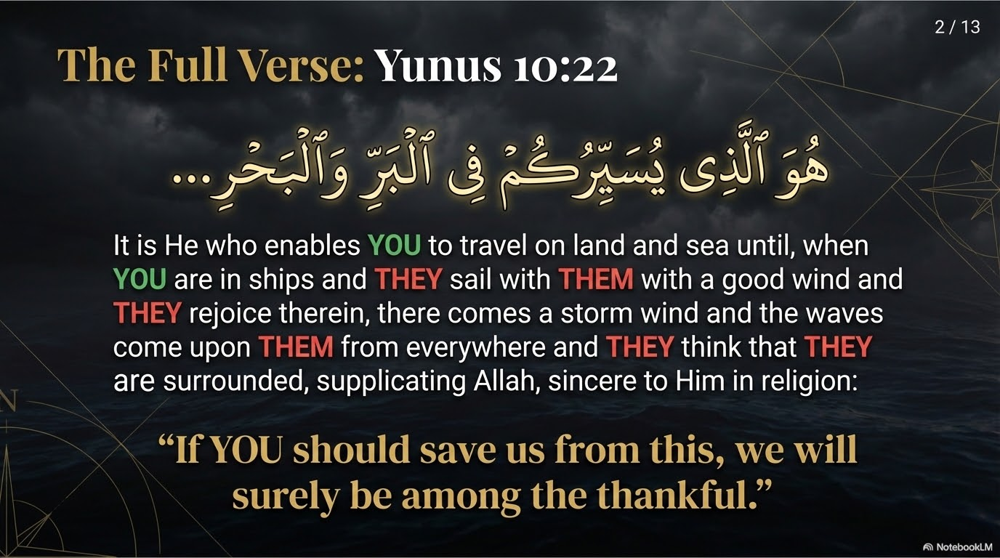 2 / 13
The Full Verse: Yunus 10:22
هُوَ ٱلَّذِى يُسَيِّرُكُمْ فِى ٱلْبَرِّ وَٱلْبَحْرِ...
It is He who enables YOU to travel on land and sea until, when
YOU are in ships and THEY sail with THEM with a good wind and
THEY rejoice therein, there comes a storm wind and the waves
come upon THEM from everywhere and THEY think that THEY
are surrounded, supplicating Allah, sincere to Him in religion:
“If YOU should save us from this, we will
surely be among the thankful.”
N
NotebookLM